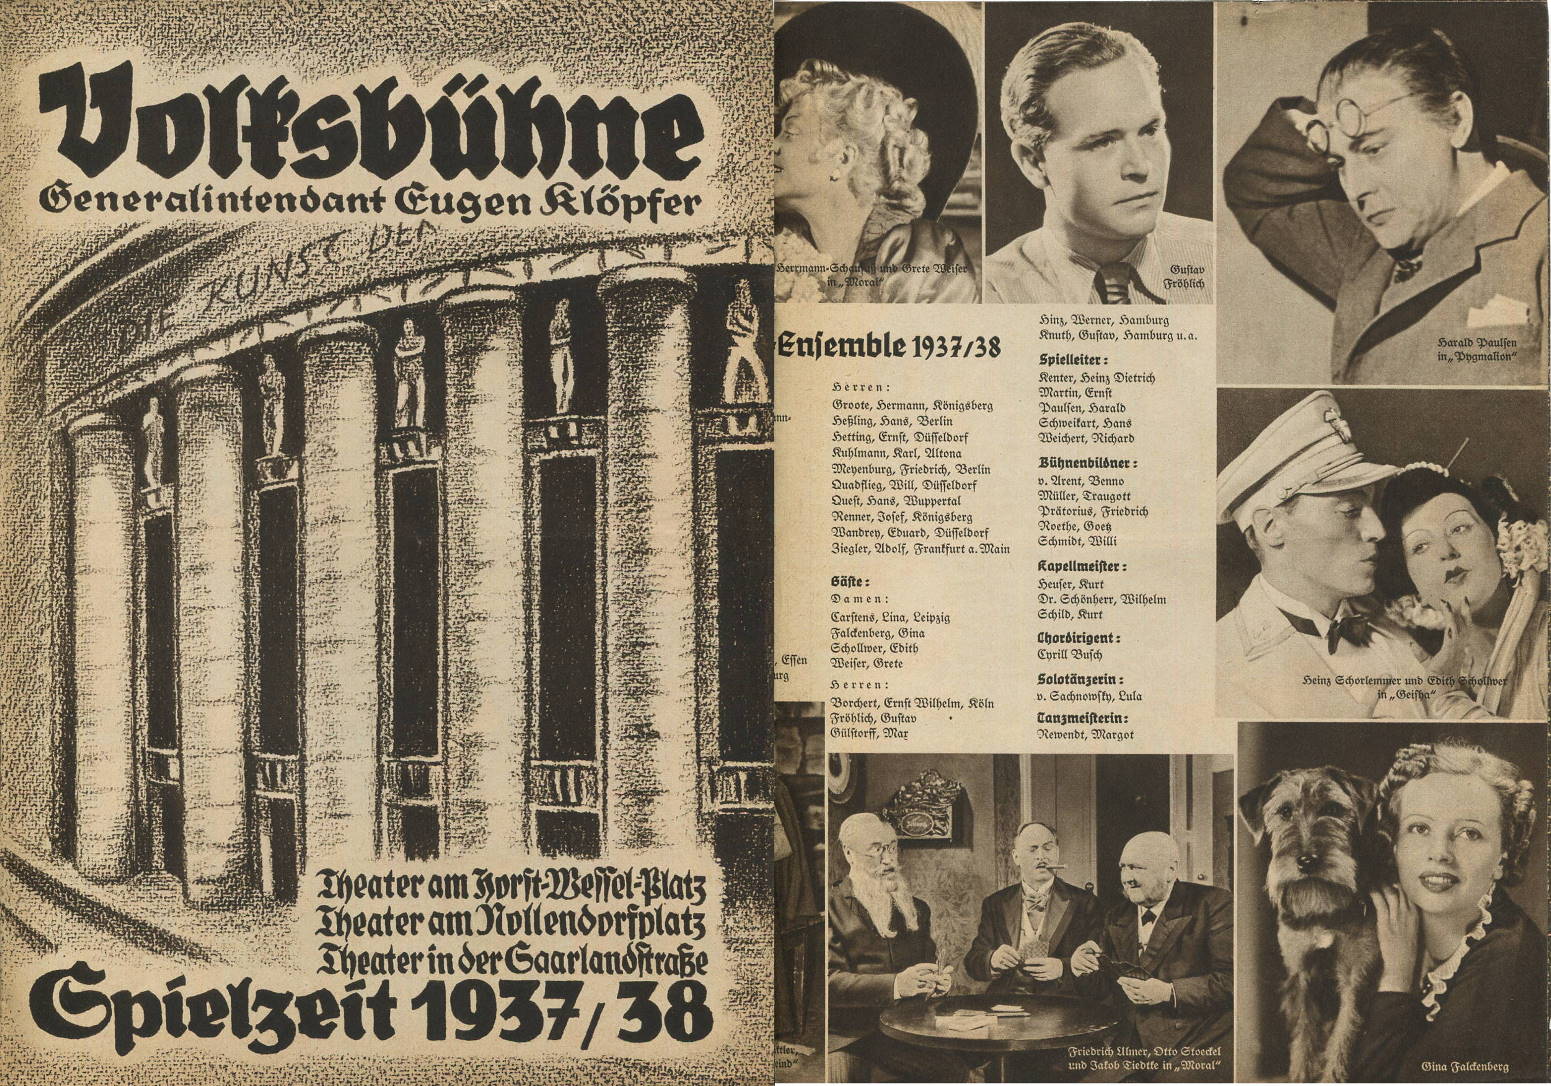 Volksbühne
Generalintendant Eugen Klöpfer
DIE KUNST DEM
Theater am Horst-Wessel-Platz
Theater am Nollendorfplatz
Theater in der Saarlandstraße
Spielzeit 1937/38
und Grete Weiser
in „Moral“
Gustav
Fröhlich
Harald Paulsen
in „Pygmalion“
Ensemble 1937/38
Herren:
Groote, Hermann, Königsberg
Heßling, Hans, Berlin
Hetting, Ernst, Düsseldorf
Kuhlmann, Karl, Altona
Meyenburg, Friedrich, Berlin
Quadflieg, Will, Düsseldorf
Quest, Hans, Wuppertal
Renner, Josef, Königsberg
Wandrey, Eduard, Düsseldorf
Ziegler, Adolf, Frankfurt a. Main
Gäste:
Damen:
Carstens, Lina, Leipzig
Falckenberg, Gina
Schollwer, Edith
Weiser, Grete
Herren:
Borchert, Ernst Wilhelm, Köln
Fröhlich, Gustav
Gülstorff, Max
, Essen
Hinz, Werner, Hamburg
Knuth, Gustav, Hamburg u. a.
Spielleiter:
Kenter, Heinz Dietrich
Martin, Ernst
Paulsen, Harald
Schweikart, Hans
Weichert, Richard
Bühnenbildner:
v. Arent, Benno
Müller, Traugott
Prätorius, Friedrich
Roethe, Goetz
Schmidt, Willi
Kapellmeister:
Heuser, Kurt
Dr. Schönherr, Wilhelm
Schild, Kurt
Chordirigent:
Cyrill Busch
Solotänzerin:
v. Sachnowsky, Lula
Tanzmeisterin:
Rewendt, Margot
Heinz Schorlemmer und Edith Schollwer
in „Geisha“
Friedrich Ulmer, Otto Stoeckel
und Jakob Tiedtke in „Moral“
Gina Falckenberg